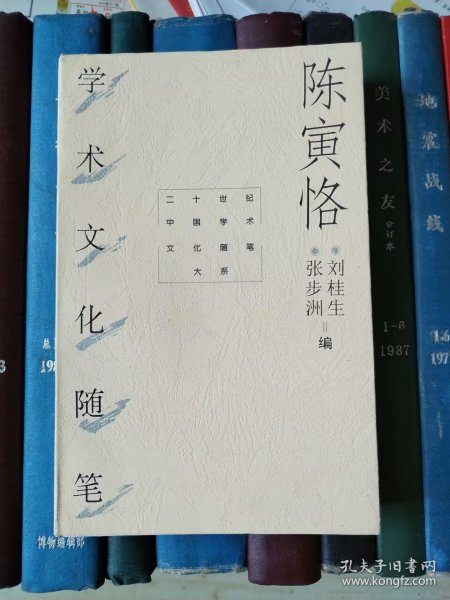 陈寅恪
学术文化随笔
二十世纪
中国学术
文化随笔
大系
刘桂生
张步洲
编
美术之友
合订本
1-6
1987
地震战线
1-6
197
博物编辑部
孔夫子旧书网
www.kongfz.com